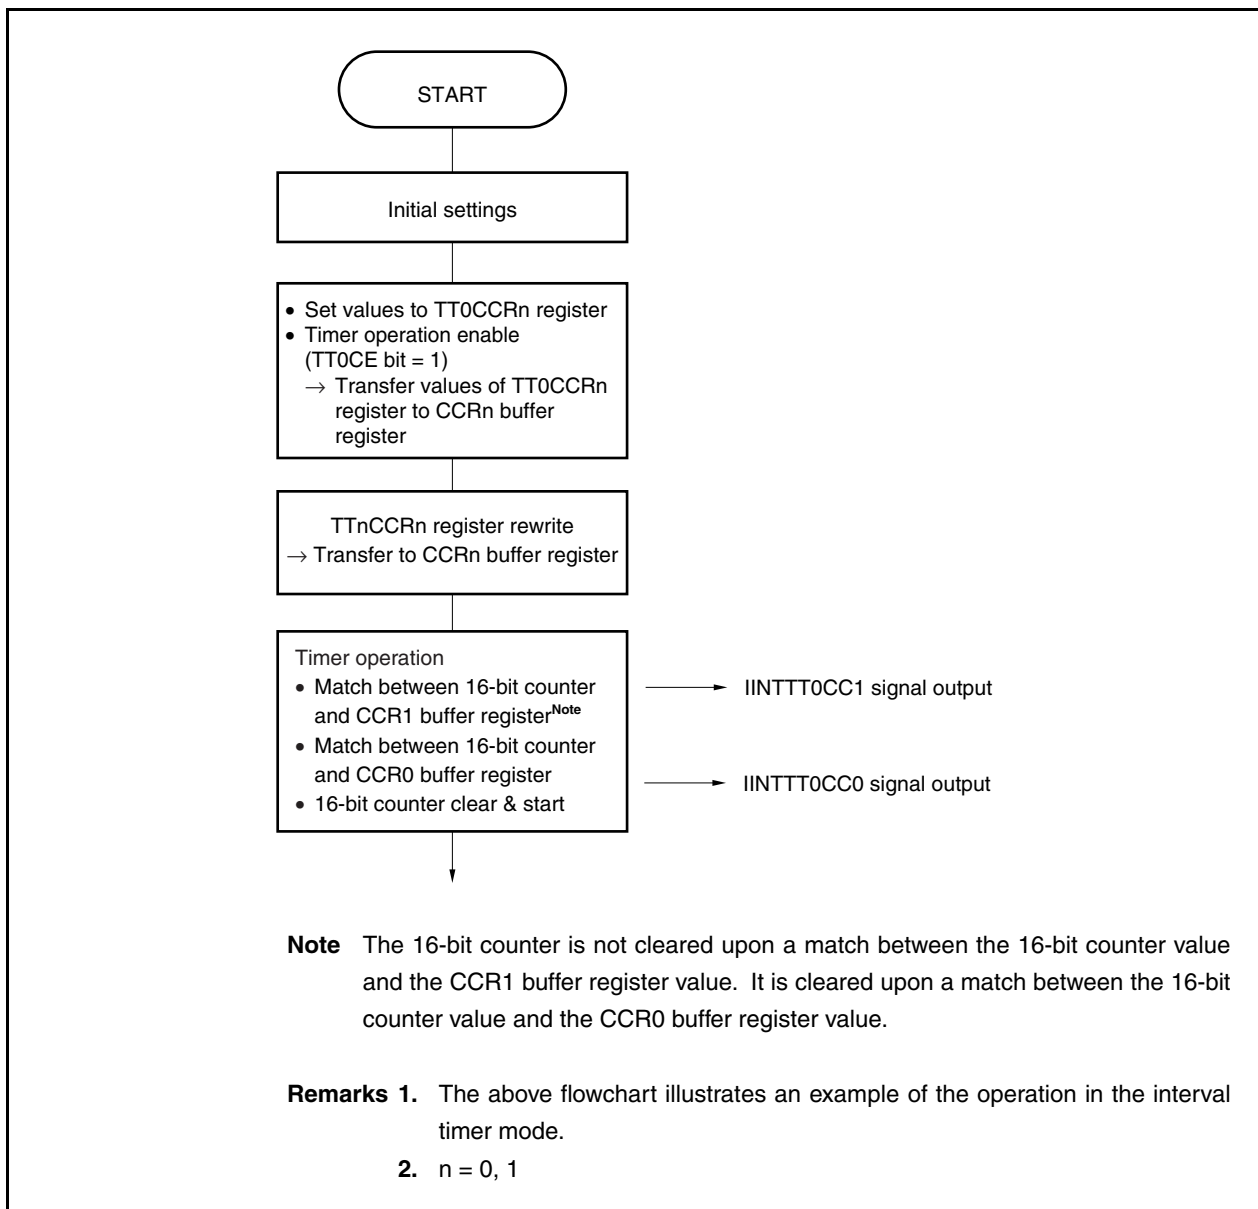 START
Initial settings
• Set values to TT0CCRn register
• Timer operation enable
(TT0CE bit = 1)
→ Transfer values of TT0CCRn
register to CCRn buffer
register
TTnCCRn register rewrite
→ Transfer to CCRn buffer register
Timer operation
• Match between 16-bit counter
and CCR1 buffer registerNote
• Match between 16-bit counter
and CCR0 buffer register
• 16-bit counter clear & start
IINTTT0CC1 signal output
IINTTT0CC0 signal output
Note The 16-bit counter is not cleared upon a match between the 16-bit counter value
and the CCR1 buffer register value. It is cleared upon a match between the 16-bit
counter value and the CCR0 buffer register value.
Remarks 1. The above flowchart illustrates an example of the operation in the interval
timer mode.
2. n = 0, 1